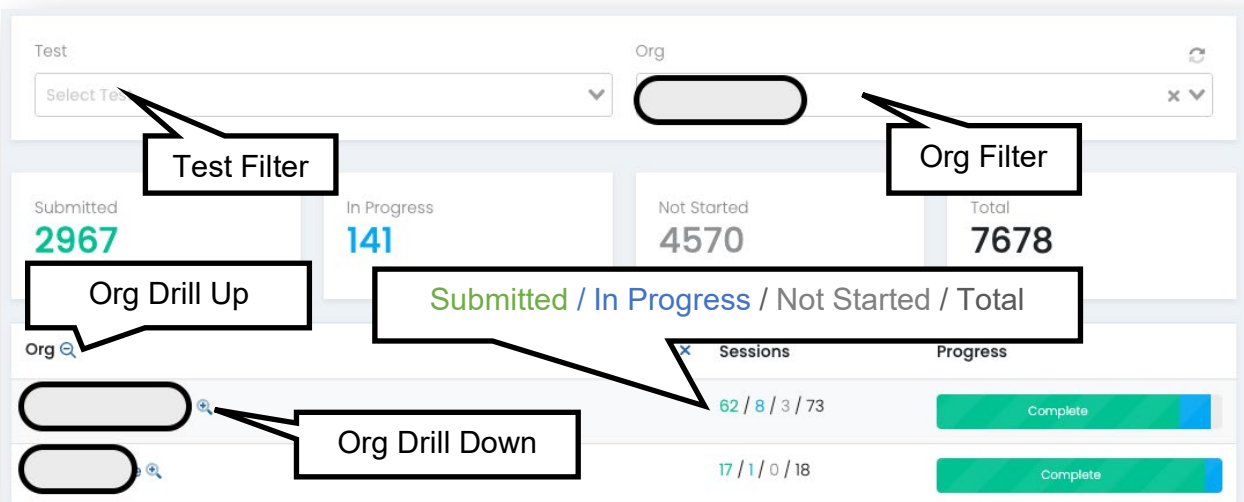 Test
Org
Select Test
Test Filter
Org Filter
Submitted
In Progress
Not Started
Total
2967
141
4570
7678
Org Drill Up
Submitted / In Progress / Not Started / Total
Org
Sessions
Progress
62 / 8 / 3 / 73
Complete
Org Drill Down
17 / 1 / 0 / 18
Complete